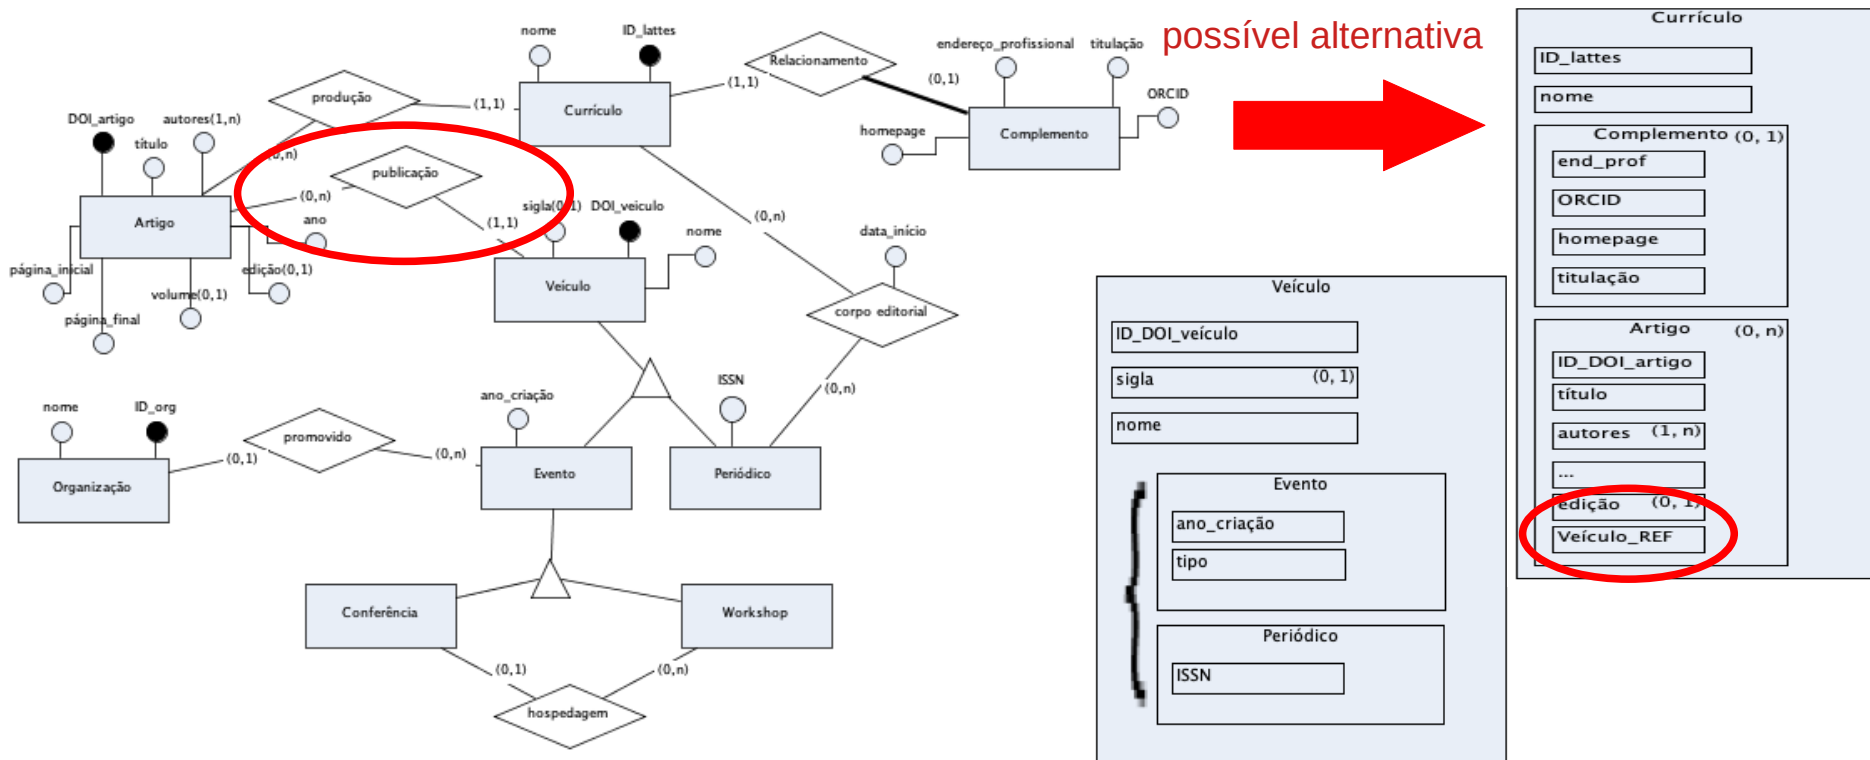 possível alternativa
nome
ID_lattes
produção
(1,1)
Currículo
(1,1)
Relacionamento
(0,1)
endereço_profissional
titulação
ORCID
homepage
Complemento
DOI_artigo
autores(1,n)
título
(0,n)
publicação
(0,n)
(1,1)
Artigo
ano
página_inicial
edição(0,1)
volume(0,1)
página_final
sigla(0,1)
DOI_veiculo
nome
Veículo
(0,n)
data_início
corpo editorial
(0,n)
ISSN
ano_criação
nome
ID_org
Organização
(0,1)
promovido
(0,n)
Evento
Periódico
Conferência
Workshop
(0,1)
(0,n)
hospedagem
Veículo
ID_DOI_veículo
sigla (0, 1)
nome
Evento
ano_criação
tipo
Periódico
ISSN
Currículo
ID_lattes
nome
Complemento (0, 1)
end_prof
ORCID
homepage
titulação
Artigo (0, n)
ID_DOI_artigo
título
autores (1, n)
...
edição (0, 1)
Veículo_REF